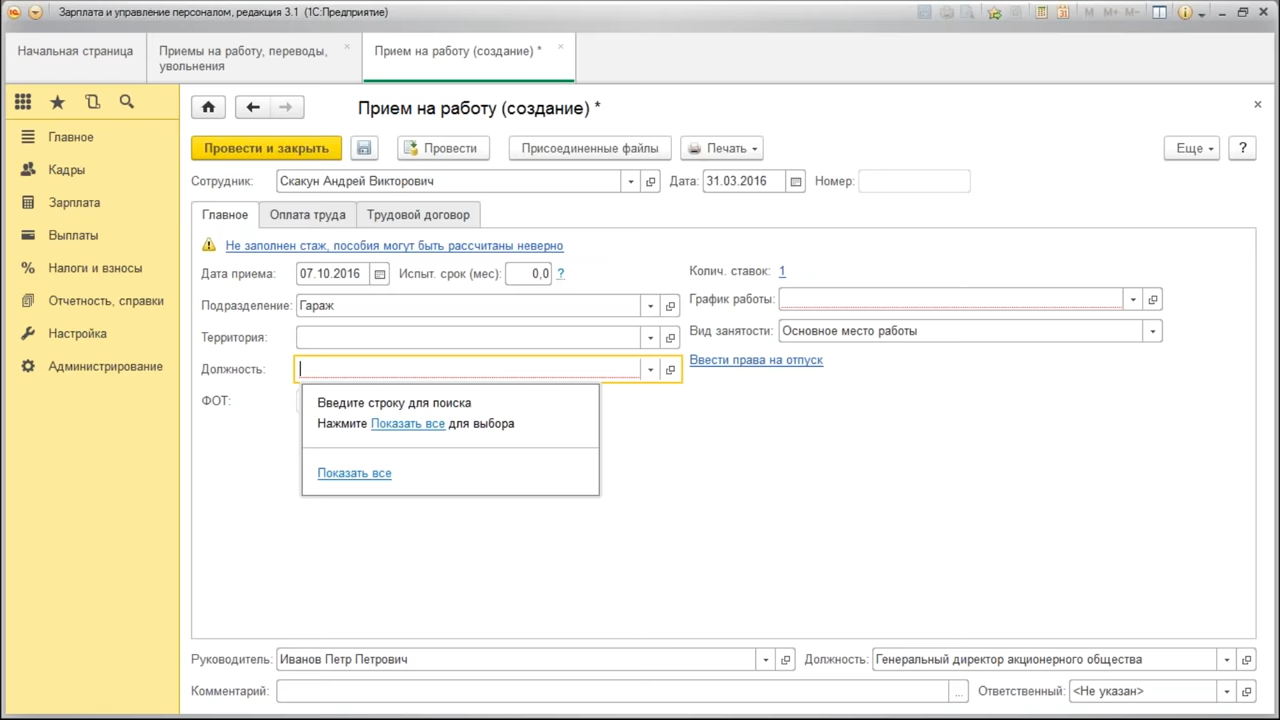 Зарплата и управление персоналом, редакция 3.1 (1С:Предприятие)
M M+ M-
Начальная страница
Приемы на работу, переводы, увольнения
Прием на работу (создание) *
Главное
Кадры
Зарплата
Выплаты
Налоги и взносы
Отчетность, справки
Настройка
Администрирование
Прием на работу (создание) *
Провести и закрыть Провести Присоединенные файлы Печать Еще ?
Сотрудник: Скакун Андрей Викторович Дата: 31.03.2016 Номер:
Главное Оплата труда Трудовой договор
Не заполнен стаж, пособия могут быть рассчитаны неверно
Дата приема: 07.10.2016 Испыт. срок (мес): 0,0 ? Колич. ставок: 1
Подразделение: Гараж График работы:
Территория: Вид занятости: Основное место работы
Должность: Ввести права на отпуск
ФОТ:
Введите строку для поиска
Нажмите Показать все для выбора
Показать все
Руководитель: Иванов Петр Петрович Должность: Генеральный директор акционерного общества
Комментарий: ... Ответственный: <Не указан>